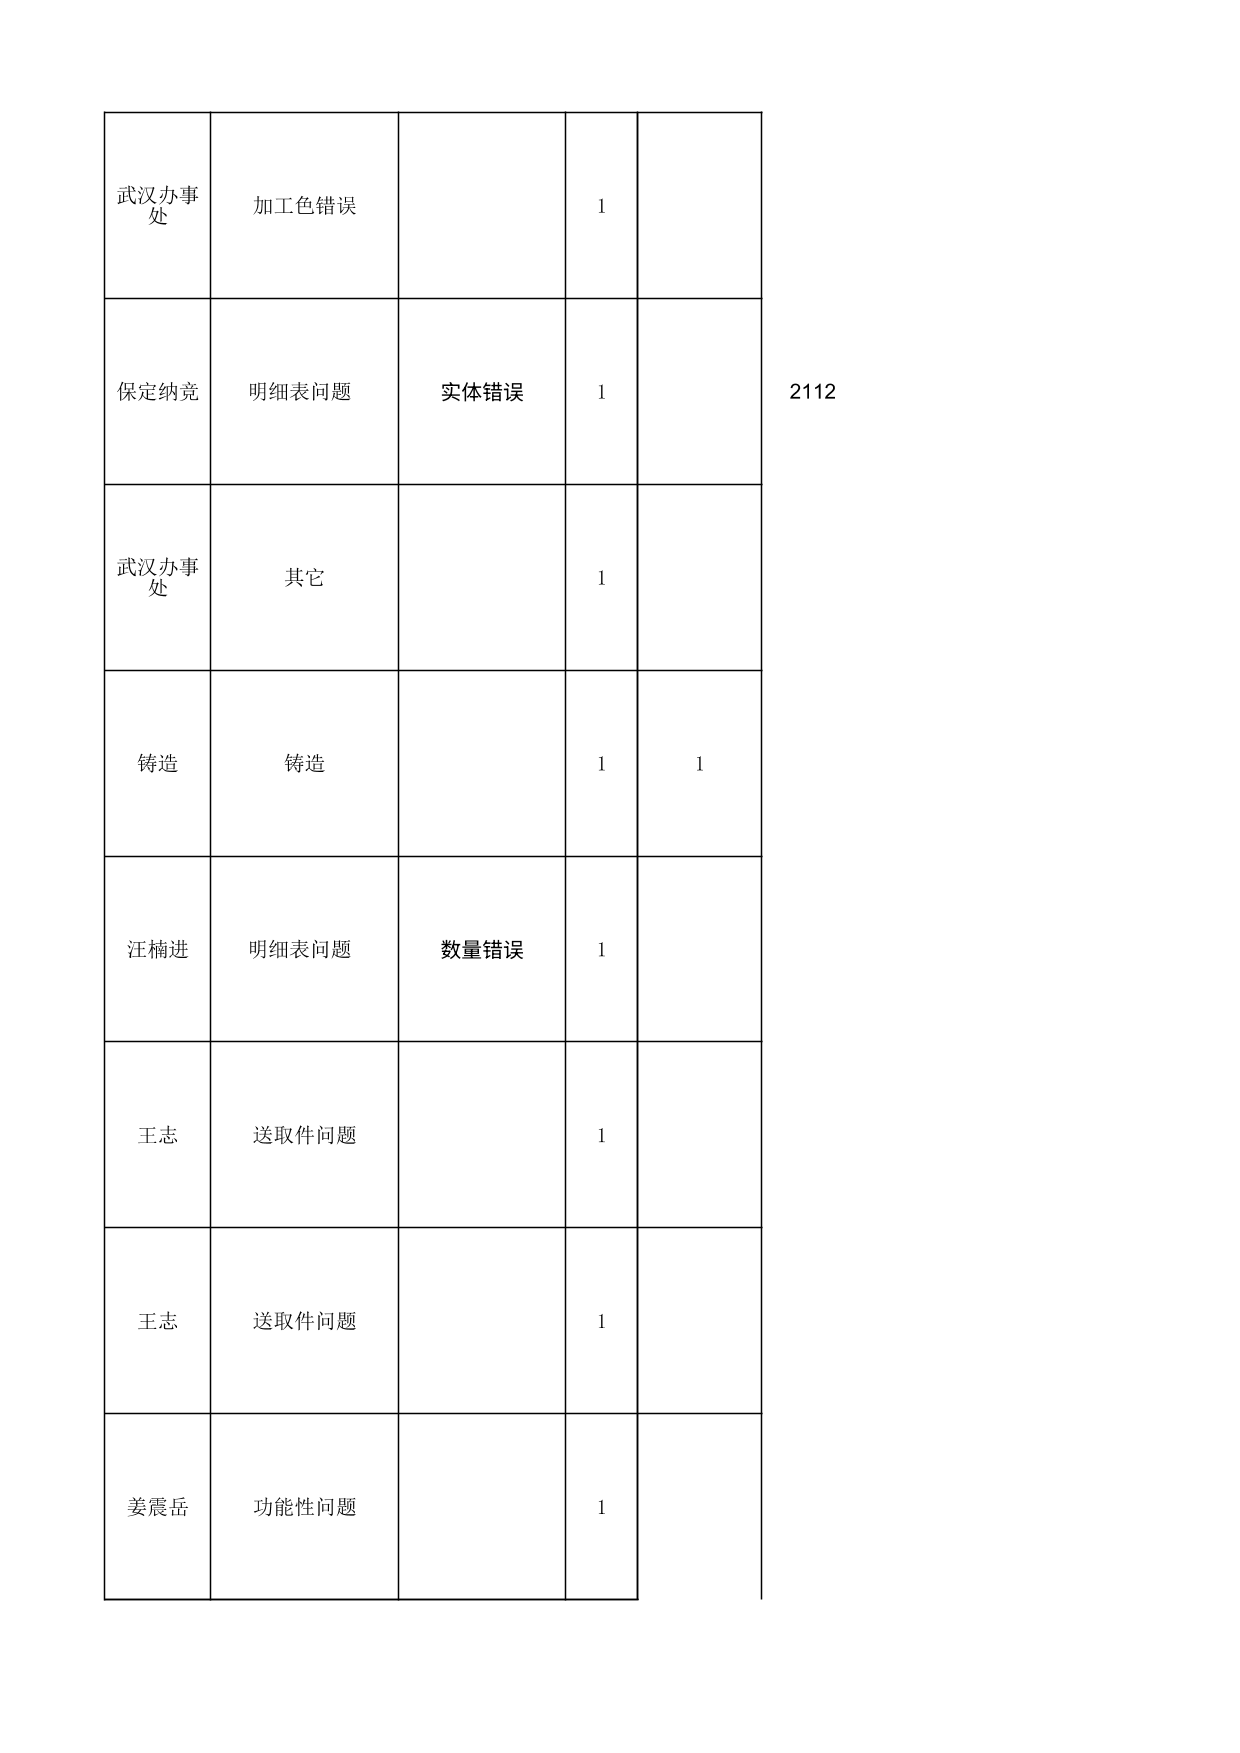 武汉办事
处
加工色错误
1
保定纳竞
明细表问题
实体错误
1
2112
武汉办事
处
其它
1
铸造
铸造
1
1
汪楠进
明细表问题
数量错误
1
王志
送取件问题
1
王志
送取件问题
1
姜震岳
功能性问题
1